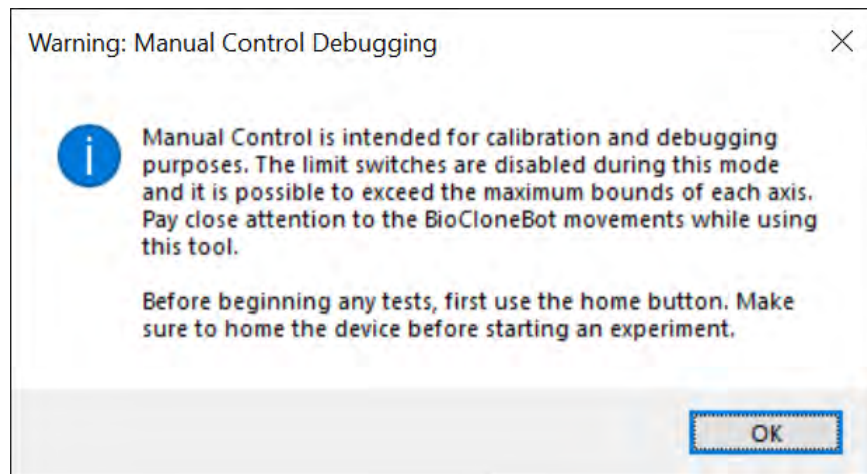 Warning: Manual Control Debugging
i
Manual Control is intended for calibration and debugging
purposes. The limit switches are disabled during this mode
and it is possible to exceed the maximum bounds of each axis.
Pay close attention to the BioCloneBot movements while using
this tool.
Before beginning any tests, first use the home button. Make
sure to home the device before starting an experiment.
OK